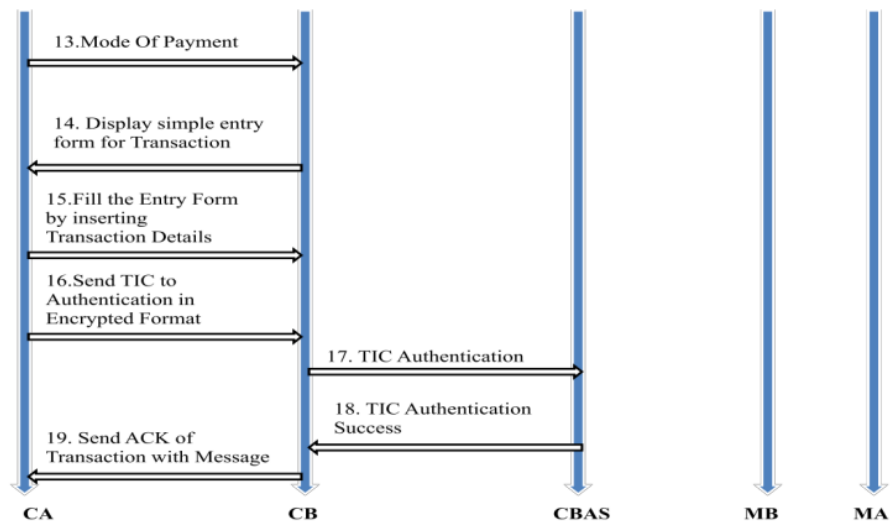 13.Mode Of Payment
14. Display simple entry
form for Transaction
15.Fill the Entry Form
by inserting
Transaction Details
16.Send TIC to
Authentication in
Encrypted Format
17. TIC Authentication
18. TIC Authentication
Success
19. Send ACK of
Transaction with Message
CA CB CBAS MB MA